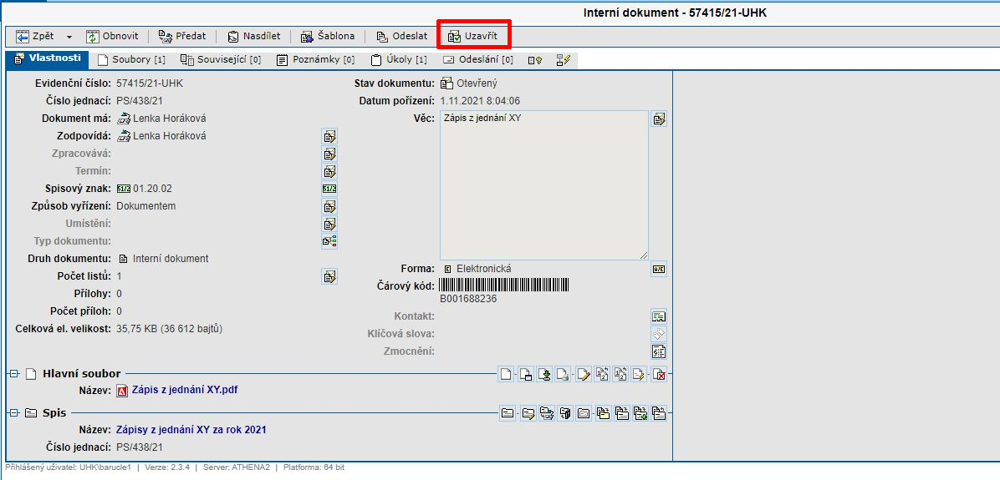 Interní dokument - 57415/21-UHK
Zpět Obnovit Předat Nasdílet Šablona Odeslat Uzavřít
Vlastnosti Soubory [1] Související [0] Poznámky [0] Úkoly [1] Odeslání [0]
Evidenční číslo: 57415/21-UHK Stav dokumentu: Otevřený
Číslo jednací: PS/438/21 Datum pořízení: 1.11.2021 8:04:06
Dokument má: Lenka Horáková Věc: Zápis z jednání XY
Zodpovídá: Lenka Horáková
Zpracovává:
Termín:
Spisový znak: 51/2 01.20.02 51/2
Způsob vyřízení: Dokumentem
Umístění:
Typ dokumentu:
Druh dokumentu: Interní dokument
Počet listů: 1 Forma: E Elektronická A/E
Přílohy: 0 Čárový kód:
B001688236
Počet příloh: 0 Kontakt:
Celková el. velikost: 35,75 KB (36 612 bajtů) Klíčová slova:
Zmocnění:
Hlavní soubor
Název: Zápis z jednání XY.pdf
Spis
Název: Zápisy z jednání XY za rok 2021
Číslo jednací: PS/438/21
Přihlášený uživatel: UHK\barucle1 | Verze: 2.3.4 | Server: ATHENA2 | Platforma: 64 bit